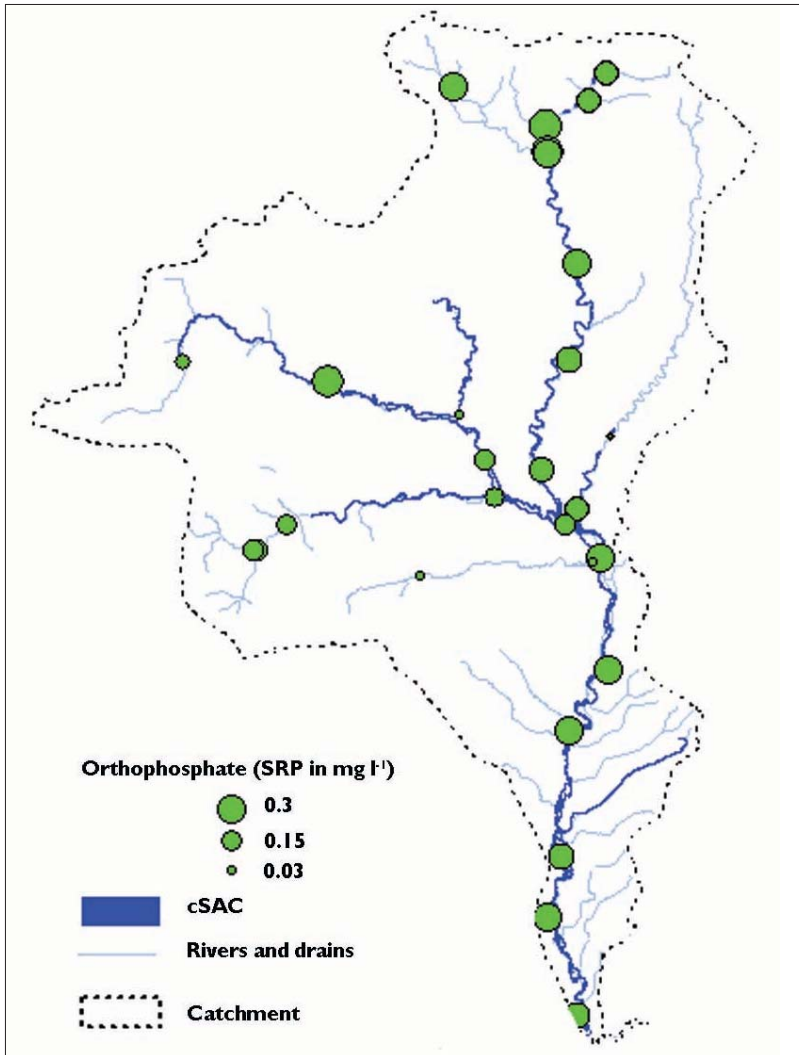 Orthophosphate (SRP in mg l⁻¹)
0.3
0.15
0.03
cSAC
Rivers and drains
Catchment